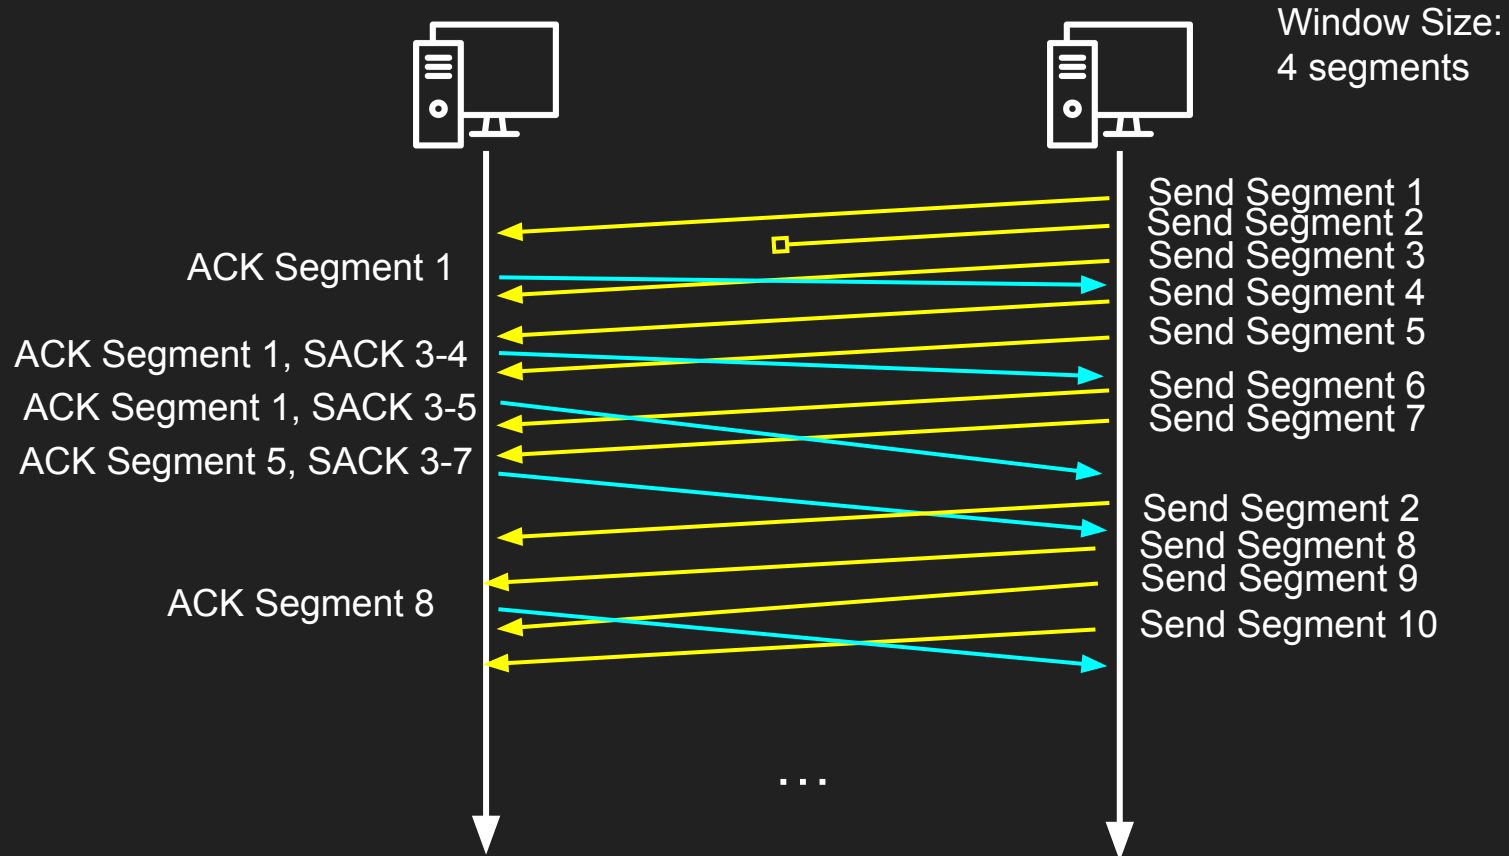 Window Size:
4 segments
Send Segment 1
Send Segment 2
Send Segment 3
ACK Segment 1
Send Segment 4
Send Segment 5
ACK Segment 1, SACK 3-4
Send Segment 6
ACK Segment 1, SACK 3-5
Send Segment 7
ACK Segment 5, SACK 3-7
Send Segment 2
Send Segment 8
Send Segment 9
ACK Segment 8
Send Segment 10
...